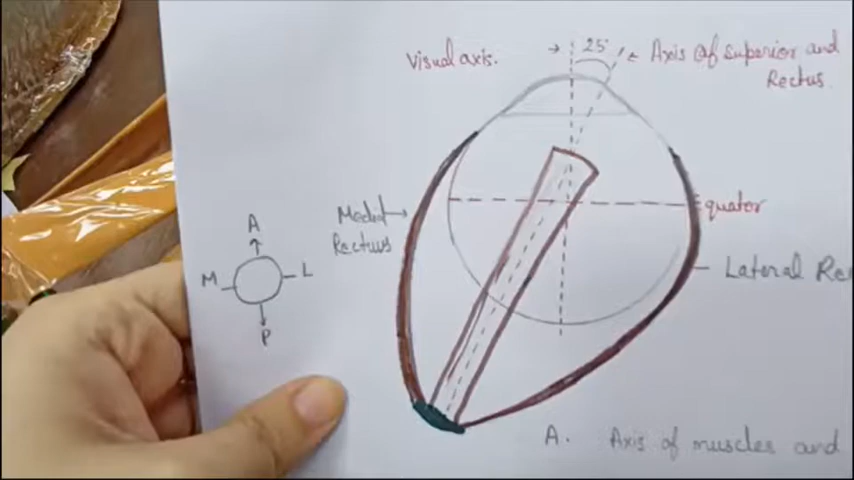 25°
Visual axis.
Axis of superior and
Rectus
Medial
Rectus
Equator
A
M
L
P
Lateral Re
A. Axis of muscles and